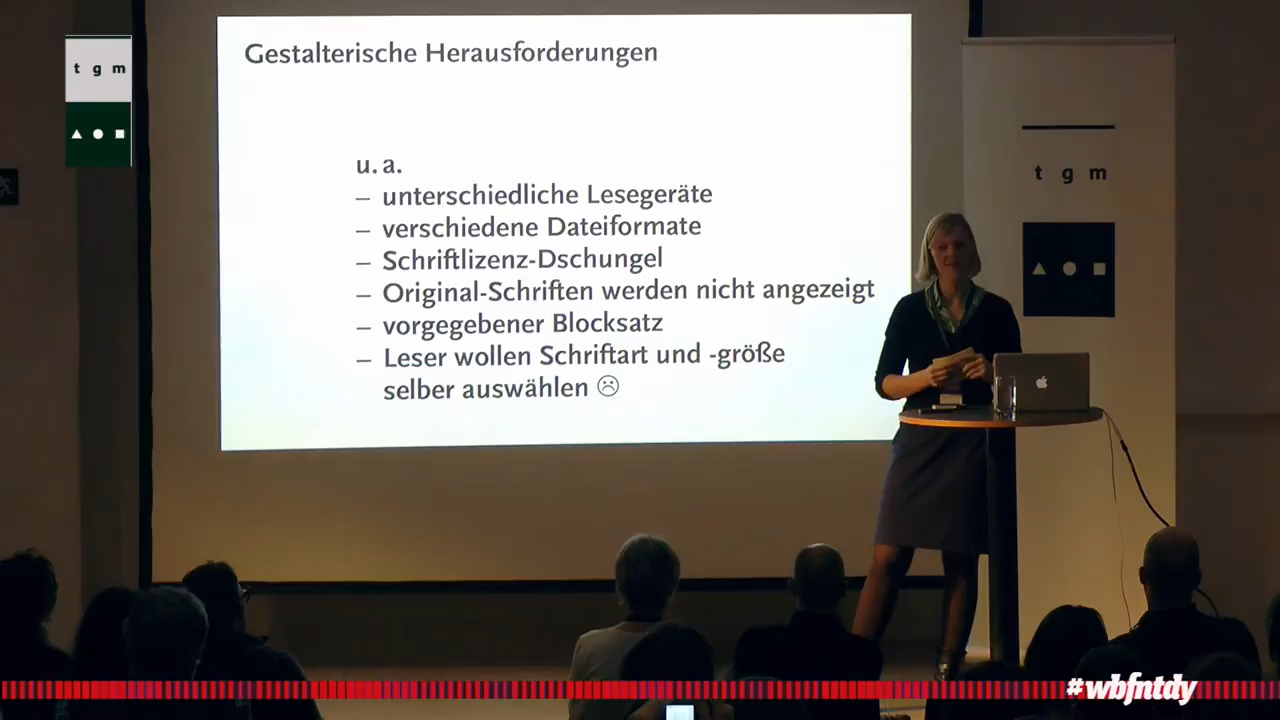 Gestalterische Herausforderungen
t g m
u. a.
– unterschiedliche Lesegeräte
– verschiedene Dateiformate
– Schriftlizenz-Dschungel
– Original-Schriften werden nicht angezeigt
– vorgegebener Blocksatz
– Leser wollen Schriftart und -größe
selber auswählen ☹
t g m
#wbfntdy